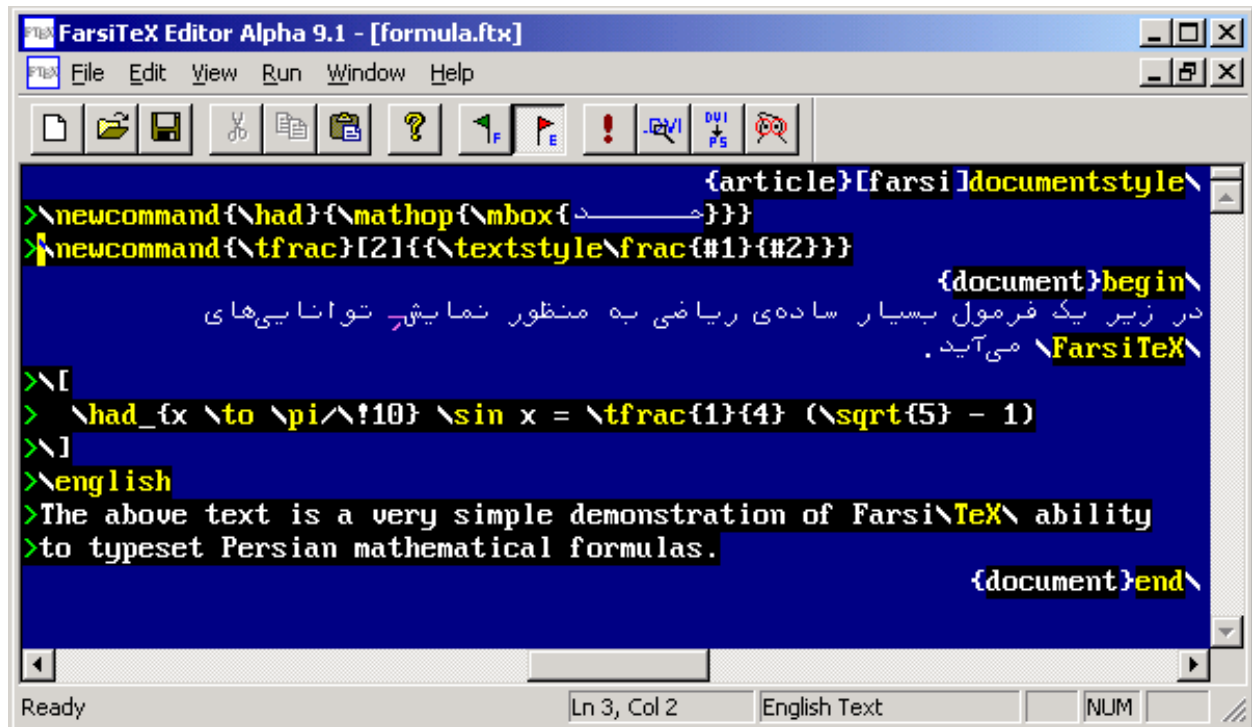 FarsiTeX Editor Alpha 9.1 - [formula.ftx]
File Edit View Run Window Help
\documentstyle[farsi]{article}
>\newcommand{\had}{\mathop{\mbox{حــــــد}}}
>\newcommand{\tfrac}[2]{{\textstyle\frac{#1}{#2}}}
\begin{document}
در زیر یک فرمول بسیار ساده‌ی ریاضی به منظور نمایشِ توانایی‌های
\FarsiTeX\ می‌آید.
>\[
> \had_{x \to \pi/\!10} \sin x = \tfrac{1}{4} (\sqrt{5} - 1)
>\]
>\english
>The above text is a very simple demonstration of Farsi\TeX\ ability
>to typeset Persian mathematical formulas.
\end{document}
Ready Ln 3, Col 2 English Text NUM